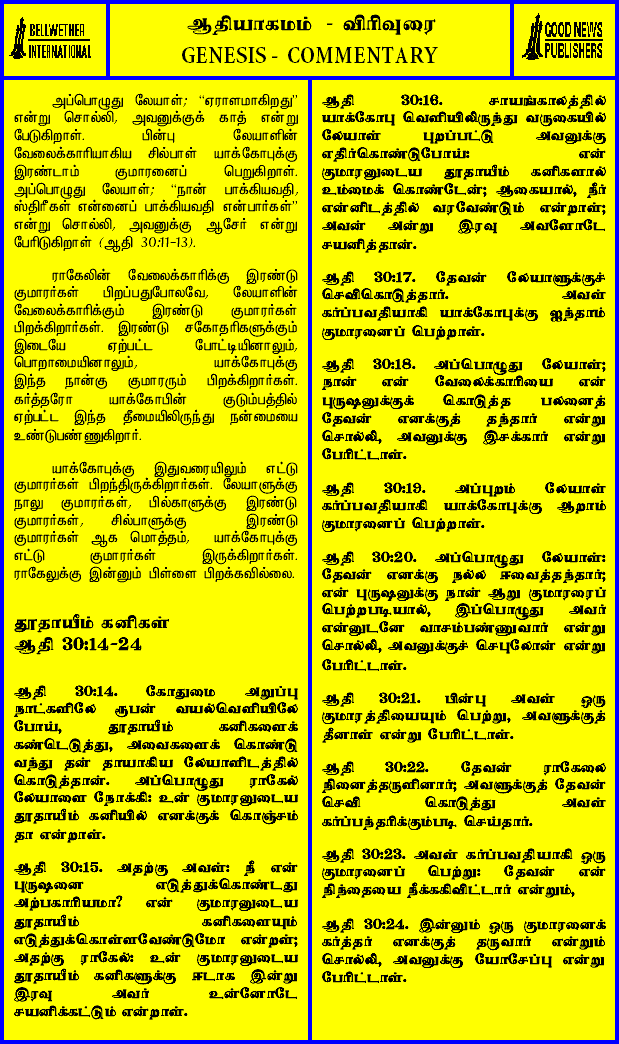 BELLWETHER
INTERNATIONAL
ஆதியாகமம் - விரிவுரை
GENESIS - COMMENTARY
GOOD NEWS
PUBLISHERS
அப்பொழுது லேயாள்; “ஏராளமாகிறது”
என்று சொல்லி, அவனுக்குக் காத் என்று
பேடுகிறாள். பின்பு லேயாளின்
வேலைக்காரியாகிய சில்பாள் யாக்கோபுக்கு
இரண்டாம் குமாரனைப் பெறுகிறாள்.
அப்பொழுது லேயாள்; “நான் பாக்கியவதி,
ஸ்திரீகள் என்னைப் பாக்கியவதி என்பார்கள்”
என்று சொல்லி, அவனுக்கு ஆசேர் என்று
பேரிடுகிறாள் (ஆதி 30:11-13).
ராகேலின் வேலைக்காரிக்கு இரண்டு
குமாரர்கள் பிறப்பதுபோலவே, லேயாளின்
வேலைக்காரிக்கும் இரண்டு குமாரர்கள்
பிறக்கிறார்கள். இரண்டு சகோதரிகளுக்கும்
இடையே ஏற்பட்ட போட்டியினாலும்,
பொறாமையினாலும், யாக்கோபுக்கு
இந்த நான்கு குமாரரும் பிறக்கிறார்கள்.
கர்த்தரோ யாக்கோபின் குடும்பத்தில்
ஏற்பட்ட இந்த தீமையிலிருந்து நன்மையை
உண்டுபண்ணுகிறார்.
யாக்கோபுக்கு இதுவரையிலும் எட்டு
குமாரர்கள் பிறந்திருக்கிறார்கள். லேயாளுக்கு
நாலு குமாரர்கள், பில்காளுக்கு இரண்டு
குமாரர்கள், சில்பாளுக்கு இரண்டு
குமாரர்கள் ஆக மொத்தம், யாக்கோபுக்கு
எட்டு குமாரர்கள் இருக்கிறார்கள்.
ராகேலுக்கு இன்னும் பிள்ளை பிறக்கவில்லை.
தூதாயீம் கனிகள்
ஆதி 30:14-24
ஆதி 30:14. கோதுமை அறுப்பு
நாட்களிலே ரூபன் வயல்வெளியிலே
போய், தூதாயீம் கனிகளைக்
கண்டெடுத்து, அவைகளைக் கொண்டு
வந்து தன் தாயாகிய லேயாளிடத்தில்
கொடுத்தான். அப்பொழுது ராகேல்
லேயாளை நோக்கி: உன் குமாரனுடைய
தூதாயீம் கனியில் எனக்குக் கொஞ்சம்
தா என்றாள்.
ஆதி 30:15. அதற்கு அவள்: நீ என்
புருஷனை எடுத்துக்கொண்டது
அற்பகாரியமா? என் குமாரனுடைய
தூதாயீம் கனிகளையும்
எடுத்துக்கொள்ளவேண்டுமோ என்றள்;
அதற்கு ராகேல்: உன் குமாரனுடைய
தூதாயீம் கனிகளுக்கு ஈடாக இன்று
இரவு அவர் உன்னோடே
சயனிக்கட்டும் என்றாள்.
ஆதி 30:16. சாயங்காலத்தில்
யாக்கோபு வெளியிலிருந்து வருகையில்
லேயாள் புறப்பட்டு அவனுக்கு
எதிர்கொண்டுபோய்: என்
குமாரனுடைய தூதாயீம் கனிகளால்
உம்மைக் கொண்டேன்; ஆகையால், நீர்
என்னிடத்தில் வரவேண்டும் என்றாள்;
அவன் அன்று இரவு அவளோடே
சயனித்தான்.
ஆதி 30:17. தேவன் லேயாளுக்குச்
செவிகொடுத்தார். அவள்
கர்ப்பவதியாகி யாக்கோபுக்கு ஐந்தாம்
குமாரனைப் பெற்றாள்.
ஆதி 30:18. அப்பொழுது லேயாள்;
நான் என் வேலைக்காரியை என்
புருஷனுக்குக் கொடுத்த பலனைத்
தேவன் எனக்குத் தந்தார் என்று
சொல்லி, அவனுக்கு இசக்கார் என்று
பேரிட்டாள்.
ஆதி 30:19. அப்புறம் லேயாள்
கர்ப்பவதியாகி யாக்கோபுக்கு ஆறாம்
குமாரனைப் பெற்றாள்.
ஆதி 30:20. அப்பொழுது லேயாள்:
தேவன் எனக்கு நல்ல ஈவைத்தந்தார்;
என் புருஷனுக்கு நான் ஆறு குமாரரைப்
பெற்றபடியால், இப்பொழுது அவர்
என்னுடனே வாசம்பண்ணுவார் என்று
சொல்லி, அவனுக்குச் செபுலோன் என்று
பேரிட்டாள்.
ஆதி 30:21. பின்பு அவள் ஒரு
குமாரத்தியையும் பெற்று, அவளுக்குத்
தீனாள் என்று பேரிட்டாள்.
ஆதி 30:22. தேவன் ராகேலை
நினைத்தருளினார்; அவளுக்குத் தேவன்
செவி கொடுத்து அவள்
கர்ப்பந்தரிக்கும்படி செய்தார்.
ஆதி 30:23. அவள் கர்ப்பவதியாகி ஒரு
குமாரனைப் பெற்று: தேவன் என்
நிந்தையை நீக்ககிவிட்டார் என்றும்,
ஆதி 30:24. இன்னும் ஒரு குமாரனைக்
கர்த்தர் எனக்குத் தருவார் என்றும்
சொல்லி, அவனுக்கு யோசேப்பு என்று
பேரிட்டாள்.